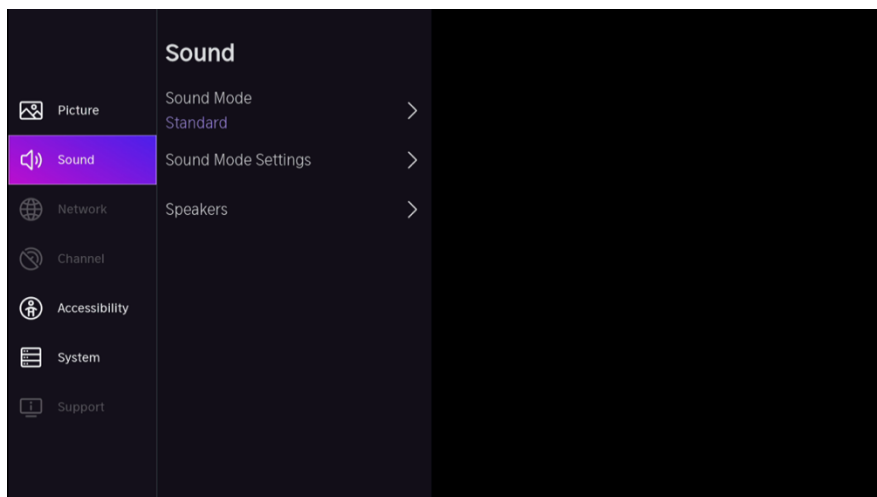 Sound
Picture
Sound Mode
Standard
Sound
Sound Mode Settings
Network
Speakers
Channel
Accessibility
System
Support